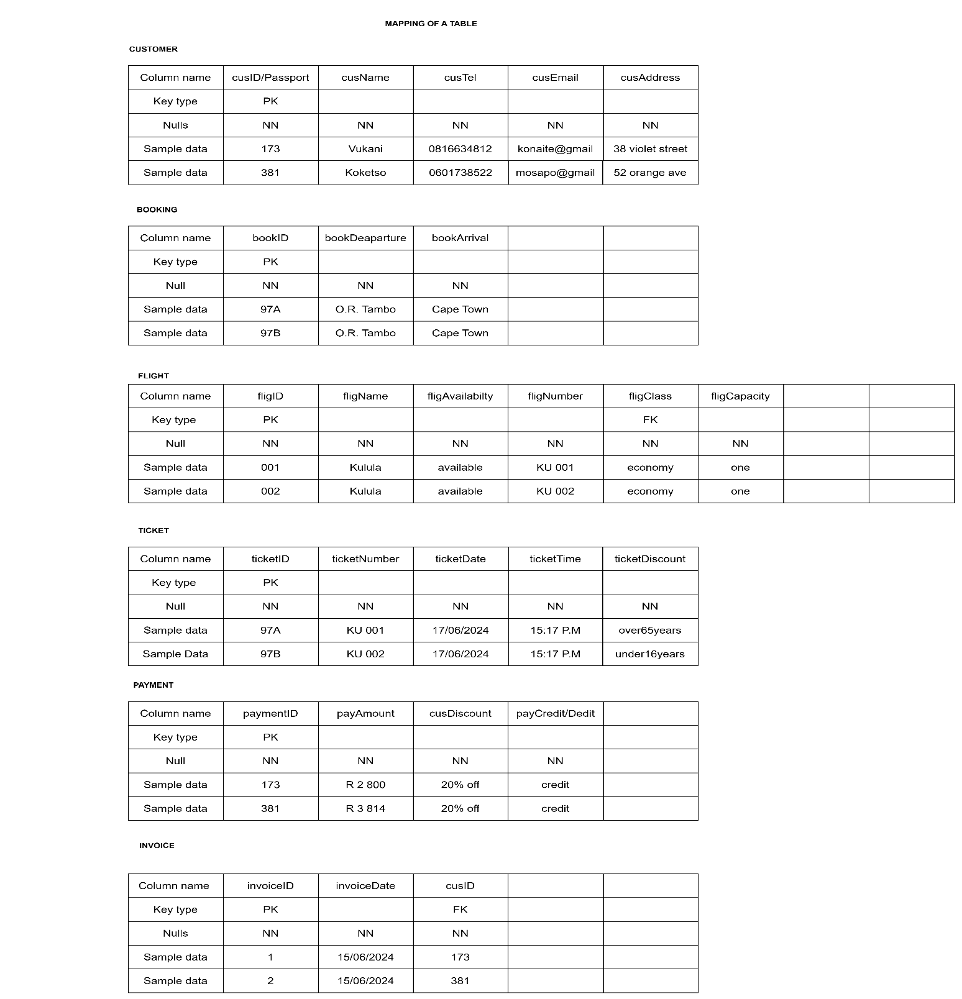 MAPPING OF A TABLE
CUSTOMER
Column name cusID/Passport cusName cusTel cusEmail cusAddress
Key type PK
Nulls NN NN NN NN NN
Sample data 173 Vukani 0816634812 konaite@gmail 38 violet street
Sample data 381 Koketso 0601738522 mosapo@gmail 52 orange ave
BOOKING
Column name bookID bookDeaparture bookArrival
Key type PK
Null NN NN NN
Sample data 97A O.R. Tambo Cape Town
Sample data 97B O.R. Tambo Cape Town
FLIGHT
Column name fligID fligName fligAvailabilty fligNumber fligClass fligCapacity
Key type PK FK
Null NN NN NN NN NN NN
Sample data 001 Kulula available KU 001 economy one
Sample data 002 Kulula available KU 002 economy one
TICKET
Column name ticketID ticketNumber ticketDate ticketTime ticketDiscount
Key type PK
Null NN NN NN NN NN
Sample data 97A KU 001 17/06/2024 15:17 P.M over65years
Sample Data 97B KU 002 17/06/2024 15:17 P.M under16years
PAYMENT
Column name paymentID payAmount cusDiscount payCredit/Dedit
Key type PK
Null NN NN NN NN
Sample data 173 R 2 800 20% off credit
Sample data 381 R 3 814 20% off credit
INVOICE
Column name invoiceID invoiceDate cusID
Key type PK FK
Nulls NN NN NN
Sample data 1 15/06/2024 173
Sample data 2 15/06/2024 381